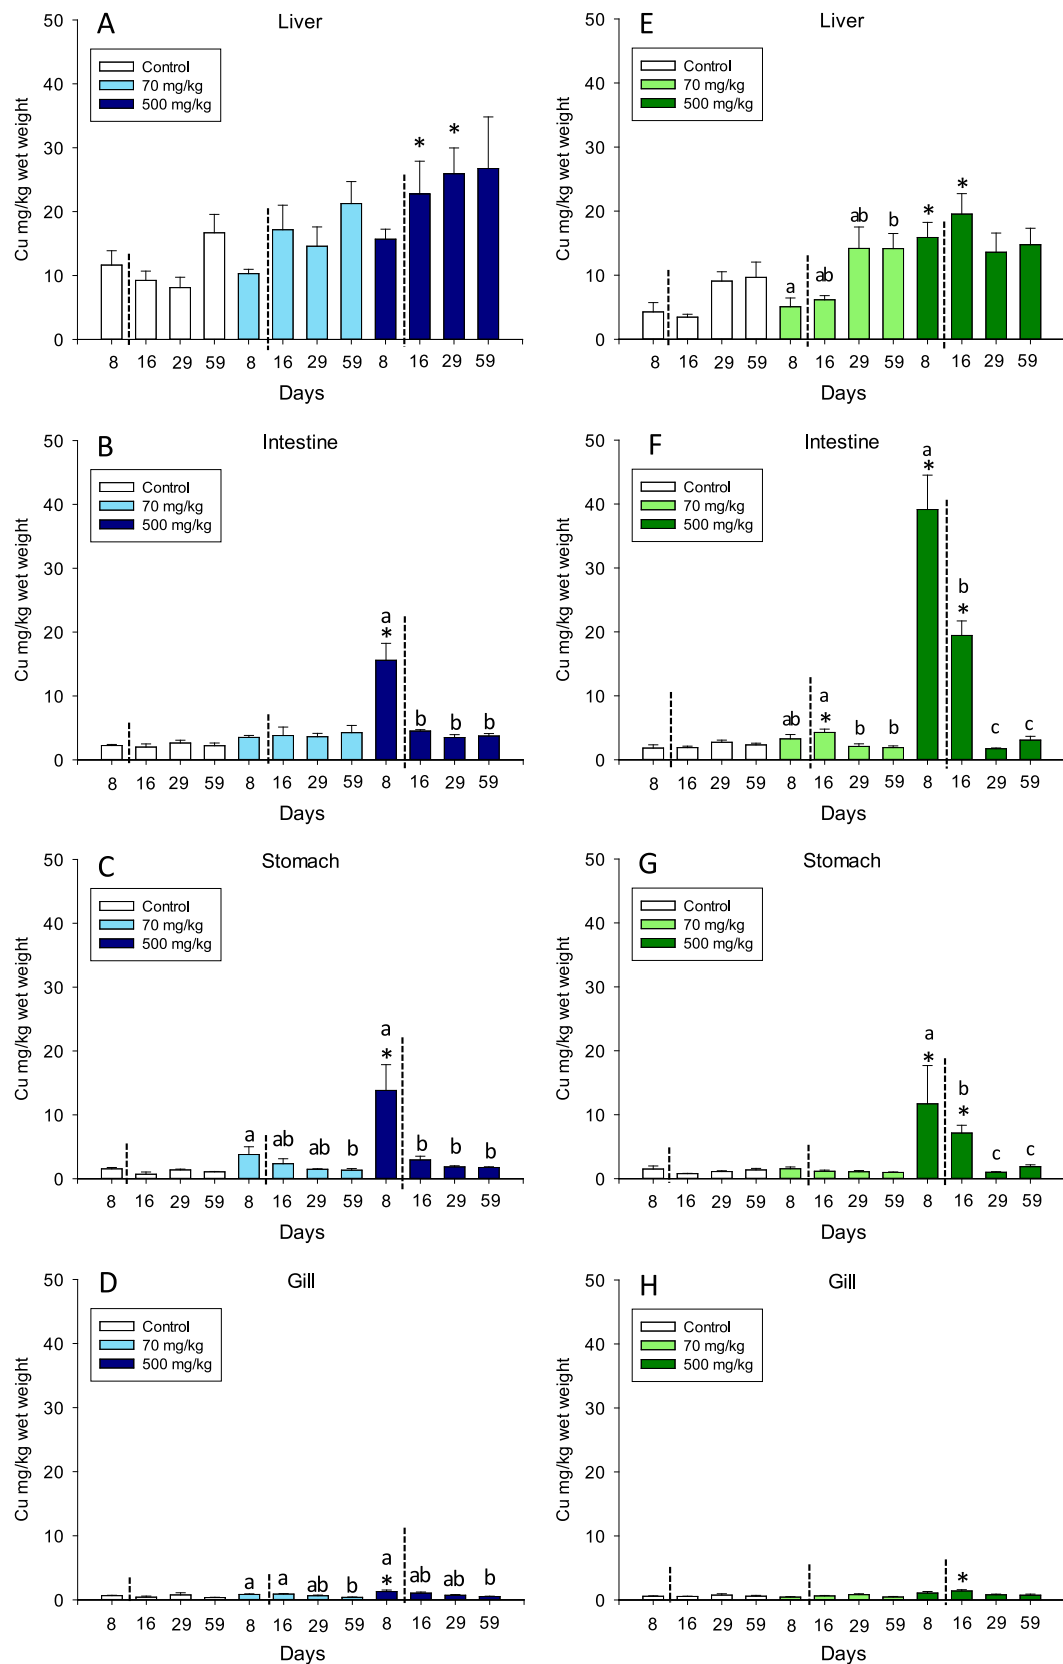 A
Liver
Cu mg/kg wet weight
50
40
30
20
10
0
Control
70 mg/kg
500 mg/kg
* *
8 16 29 59 8 16 29 59 8 16 29 59
Days
E
Liver
Cu mg/kg wet weight
50
40
30
20
10
0
Control
70 mg/kg
500 mg/kg
a ab ab b * *
8 16 29 59 8 16 29 59 8 16 29 59
Days
B
Intestine
Cu mg/kg wet weight
50
40
30
20
10
0
Control
70 mg/kg
500 mg/kg
a
* b b b
8 16 29 59 8 16 29 59 8 16 29 59
Days
F
Intestine
Cu mg/kg wet weight
50
40
30
20
10
0
Control
70 mg/kg
500 mg/kg
a a b
ab * b b * * c c
8 16 29 59 8 16 29 59 8 16 29 59
Days
C
Stomach
Cu mg/kg wet weight
50
40
30
20
10
0
Control
70 mg/kg
500 mg/kg
a
a ab ab b * b b b
8 16 29 59 8 16 29 59 8 16 29 59
Days
G
Stomach
Cu mg/kg wet weight
50
40
30
20
10
0
Control
70 mg/kg
500 mg/kg
a b
* * c c
8 16 29 59 8 16 29 59 8 16 29 59
Days
D
Gill
Cu mg/kg wet weight
50
40
30
20
10
0
Control
70 mg/kg
500 mg/kg
a
a a ab b * ab ab b
8 16 29 59 8 16 29 59 8 16 29 59
Days
H
Gill
Cu mg/kg wet weight
50
40
30
20
10
0
Control
70 mg/kg
500 mg/kg
*
8 16 29 59 8 16 29 59 8 16 29 59
Days